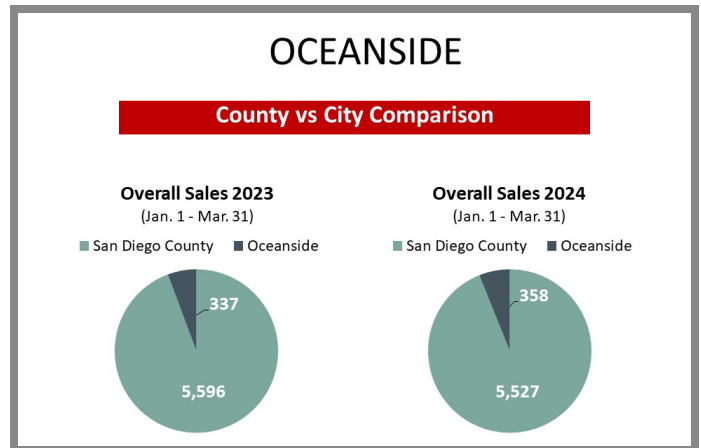 OCEANSIDE
County vs City Comparison
Overall Sales 2023
(Jan. 1 - Mar. 31)
San Diego County Oceanside
337
5,596
Overall Sales 2024
(Jan. 1 - Mar. 31)
San Diego County Oceanside
358
5,527